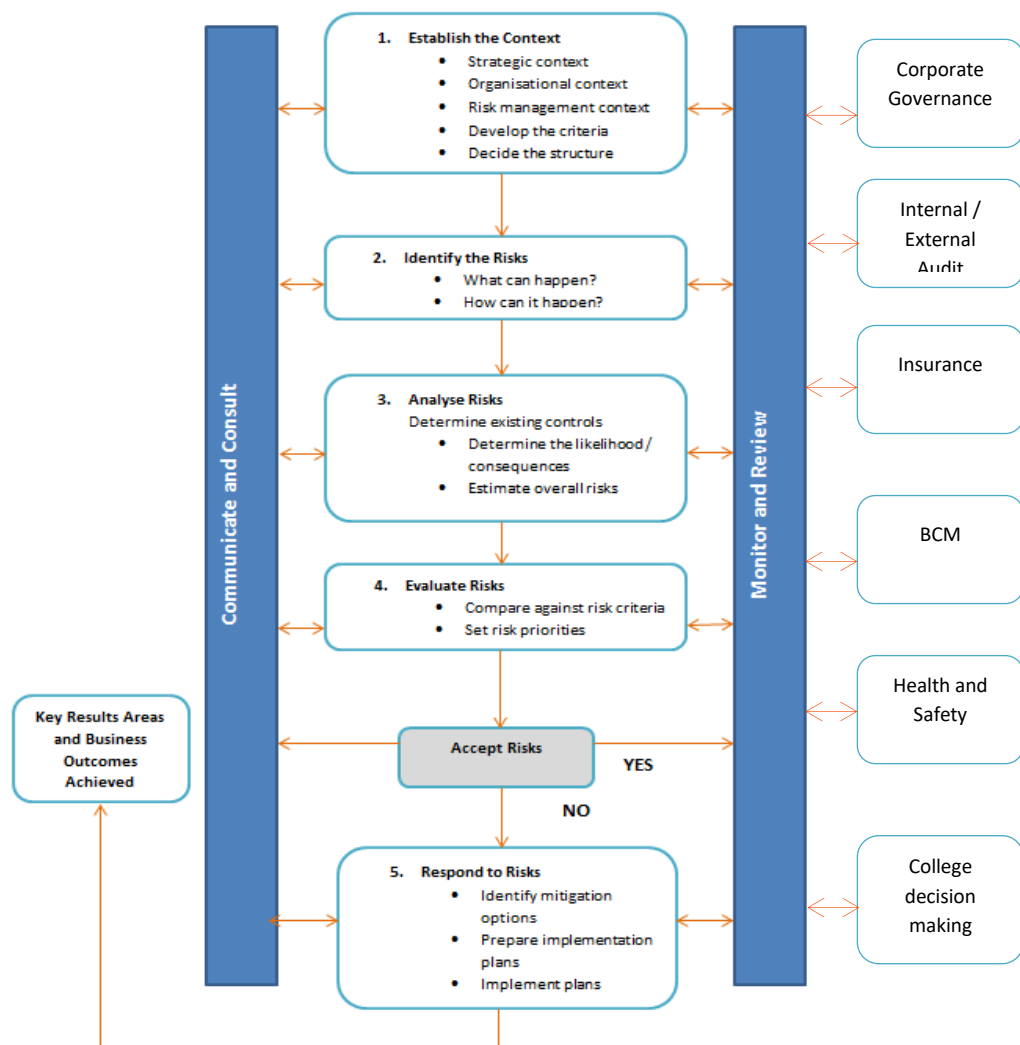 1. Establish the Context
• Strategic context
• Organisational context
• Risk management context
• Develop the criteria
• Decide the structure
2. Identify the Risks
• What can happen?
• How can it happen?
3. Analyse Risks
Determine existing controls
• Determine the likelihood /
consequences
• Estimate overall risks
4. Evaluate Risks
• Compare against risk criteria
• Set risk priorities
Accept Risks
YES
NO
5. Respond to Risks
• Identify mitigation
options
• Prepare implementation
plans
• Implement plans
Communicate and Consult
Monitor and Review
Key Results Areas
and Business
Outcomes
Achieved
Corporate
Governance
Internal /
External
Audit
Insurance
BCM
Health and
Safety
College
decision
making